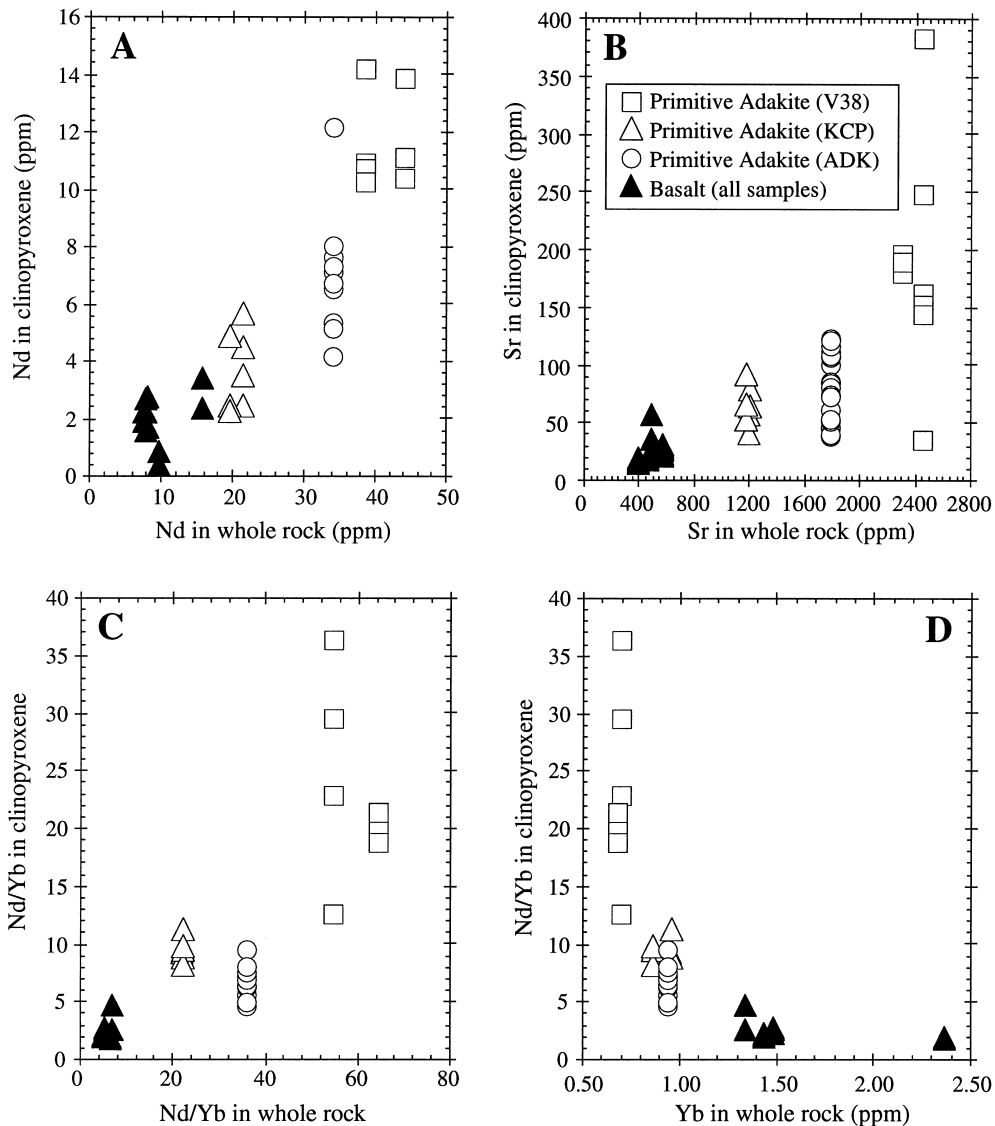 A
Nd in clinopyroxene (ppm)
16
14
12
10
8
6
4
2
0
0 10 20 30 40 50
Nd in whole rock (ppm)
B
Sr in clinopyroxene (ppm)
400
350
300
250
200
150
100
50
0
Primitive Adakite (V38)
Primitive Adakite (KCP)
Primitive Adakite (ADK)
Basalt (all samples)
0 400 800 1200 1600 2000 2400 2800
Sr in whole rock (ppm)
C
Nd/Yb in clinopyroxene
40
35
30
25
20
15
10
5
0
0 20 40 60 80
Nd/Yb in whole rock
D
Nd/Yb in clinopyroxene
40
35
30
25
20
15
10
5
0
0.50 1.00 1.50 2.00 2.50
Yb in whole rock (ppm)